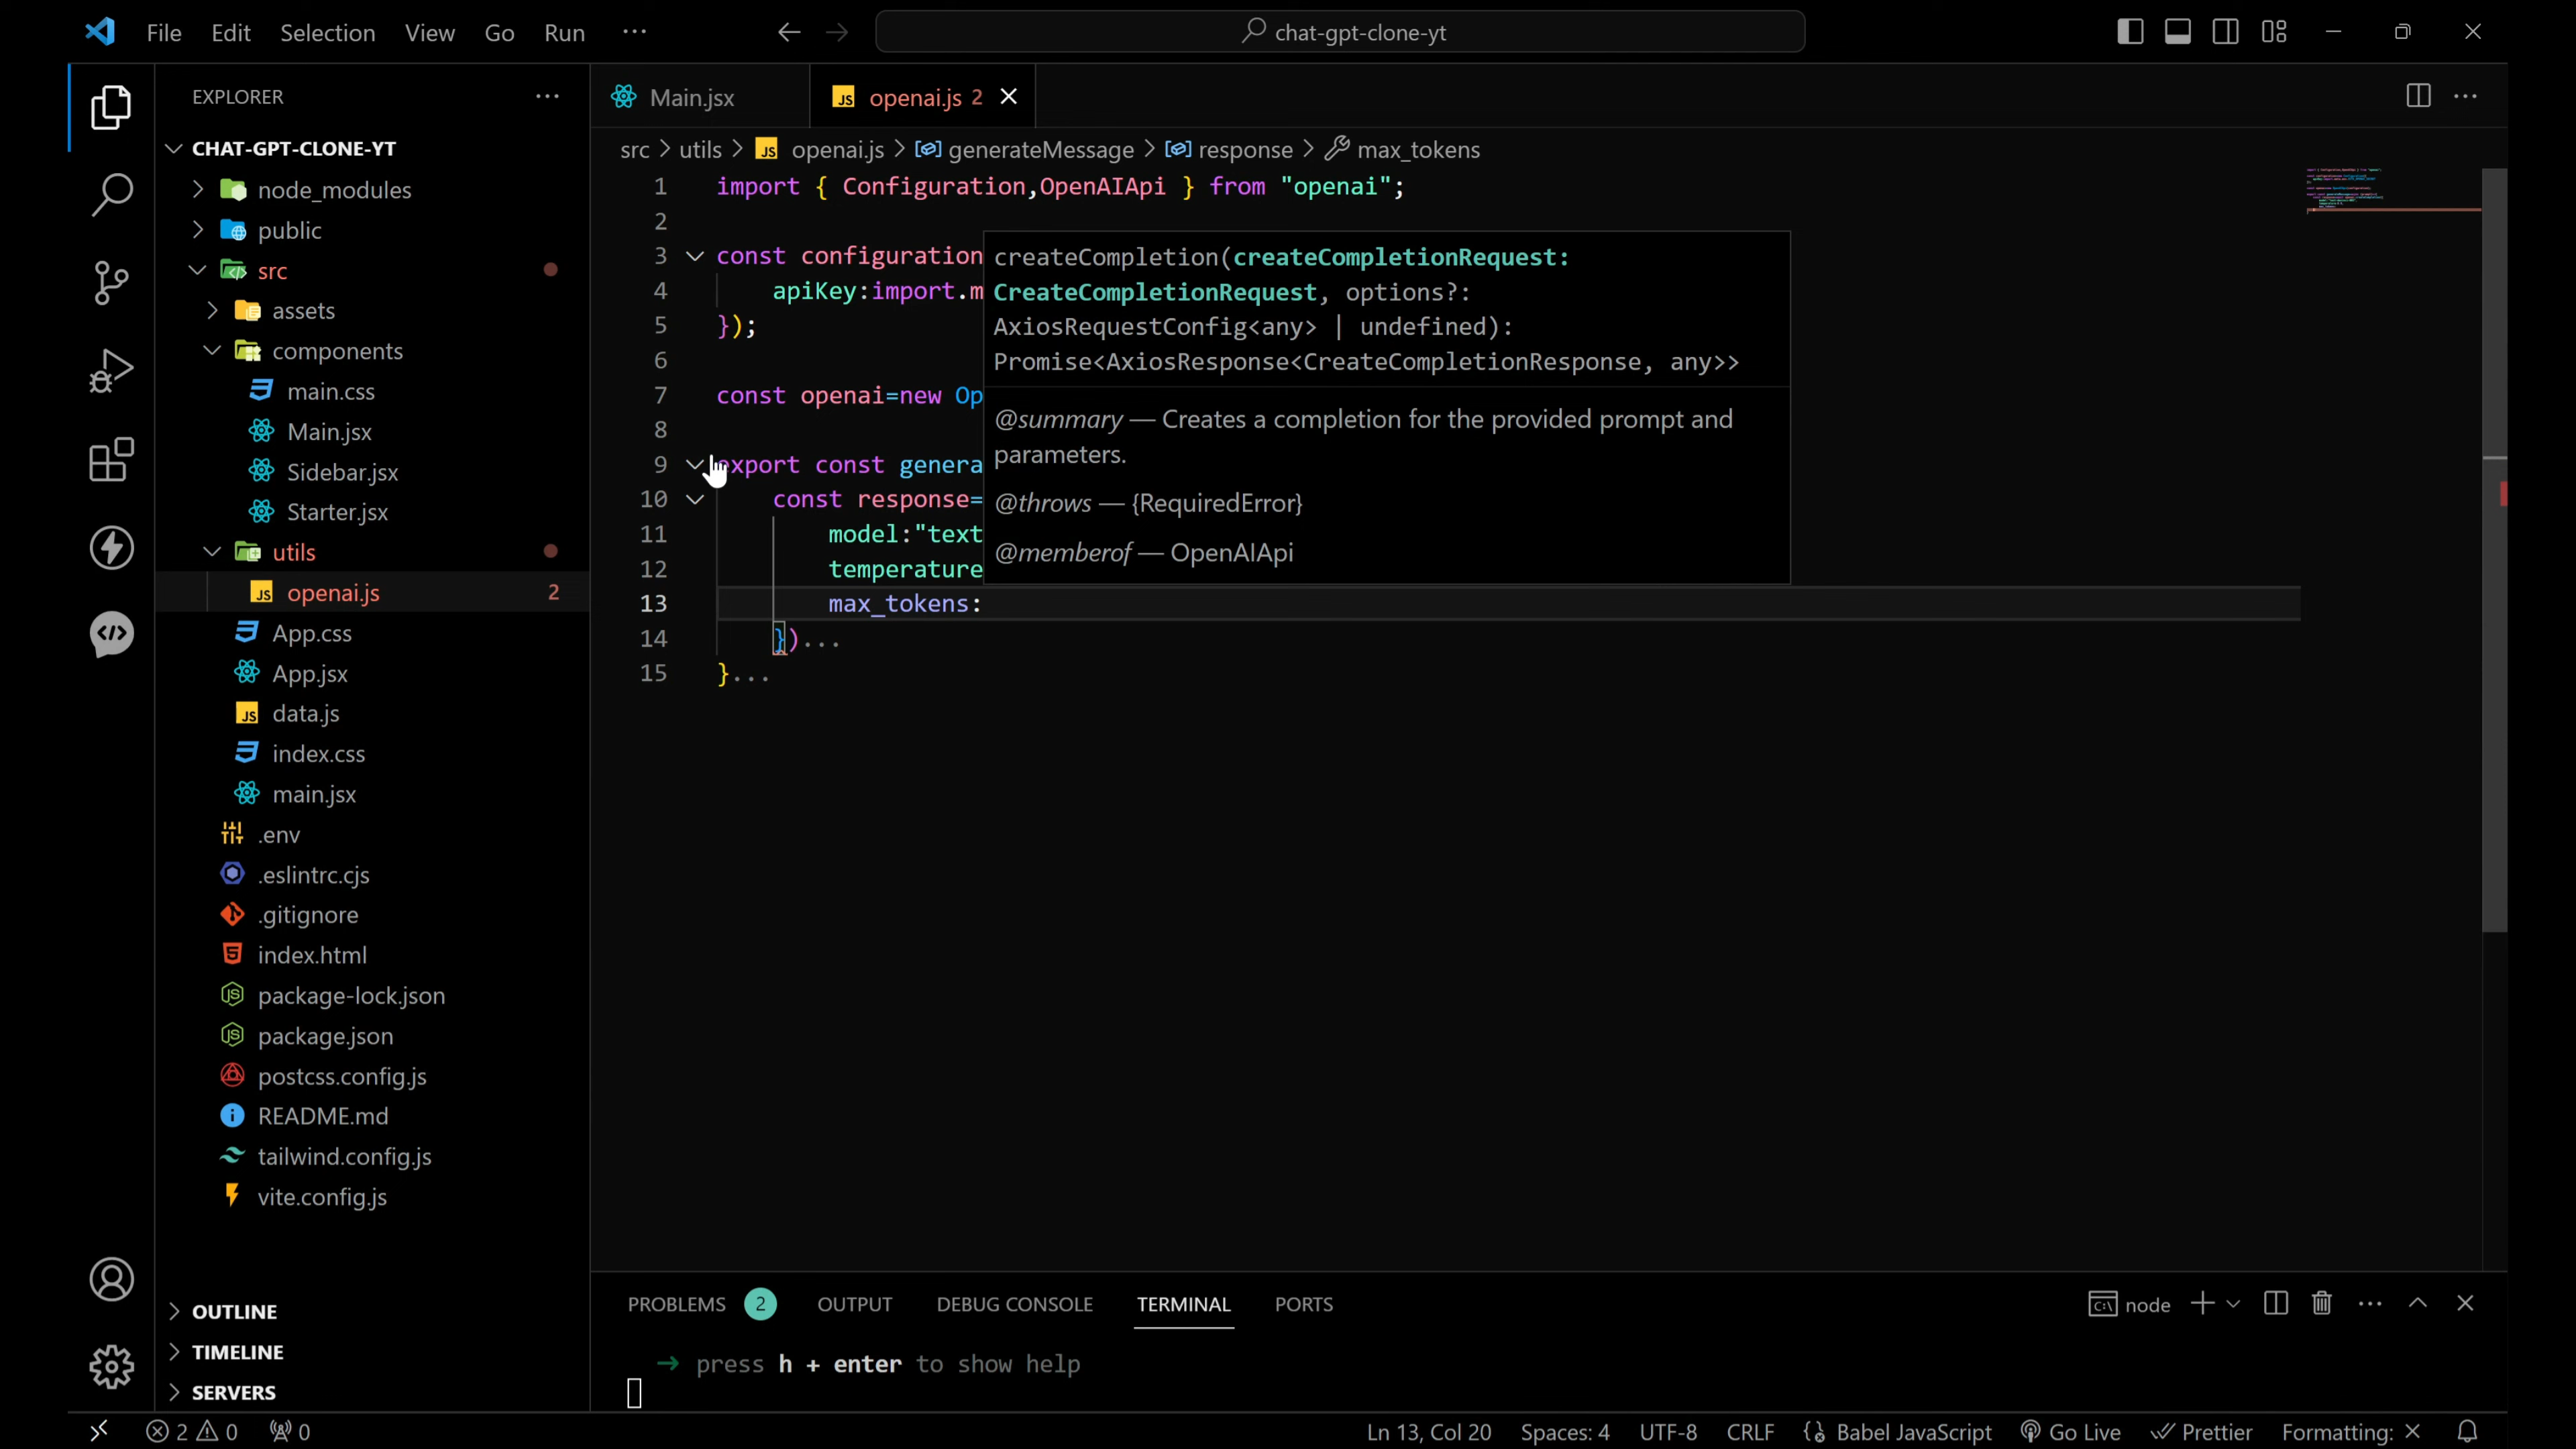 File Edit Selection View Go Run ···
chat-gpt-clone-yt
EXPLORER ···
CHAT-GPT-CLONE-YT
node_modules
public
src
assets
components
main.css
Main.jsx
Sidebar.jsx
Starter.jsx
utils
openai.js 2
App.css
App.jsx
data.js
index.css
main.jsx
.env
.eslintrc.cjs
.gitignore
index.html
package-lock.json
package.json
postcss.config.js
README.md
tailwind.config.js
vite.config.js
OUTLINE
TIMELINE
SERVERS
Main.jsx JS openai.js 2
src > utils > JS openai.js > generateMessage > response > max_tokens
1 import { Configuration,OpenAIApi } from "openai";
2
3 const configuration
4 apiKey:import.m
5 });
6
7 const openai=new Op
8
9 export const genera
10 const response=
11 model:"text
12 temperature
13 max_tokens:
14 })...
15 }...
createCompletion(createCompletionRequest:
CreateCompletionRequest, options?:
AxiosRequestConfig<any> | undefined):
Promise<AxiosResponse<CreateCompletionResponse, any>>
@summary — Creates a completion for the provided prompt and
parameters.
@throws — {RequiredError}
@memberof — OpenAIApi
PROBLEMS 2 OUTPUT DEBUG CONSOLE TERMINAL PORTS
node
→ press h + enter to show help
2 0 0
Ln 13, Col 20 Spaces: 4 UTF-8 CRLF Babel JavaScript Go Live Prettier Formatting: ×